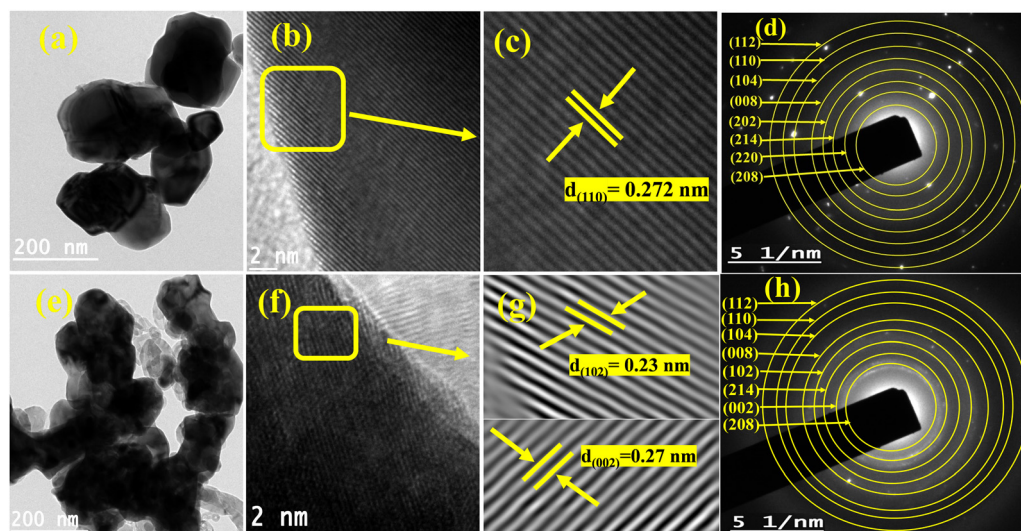 (a)
200 nm
(b)
2 nm
(c)
d(110)= 0.272 nm
(d)
(112)
(110)
(104)
(008)
(202)
(214)
(220)
(208)
5 1/nm
(e)
200 nm
(f)
2 nm
(g)
d(102)= 0.23 nm
d(002)=0.27 nm
(h)
(112)
(110)
(104)
(008)
(102)
(214)
(002)
(208)
5 1/nm